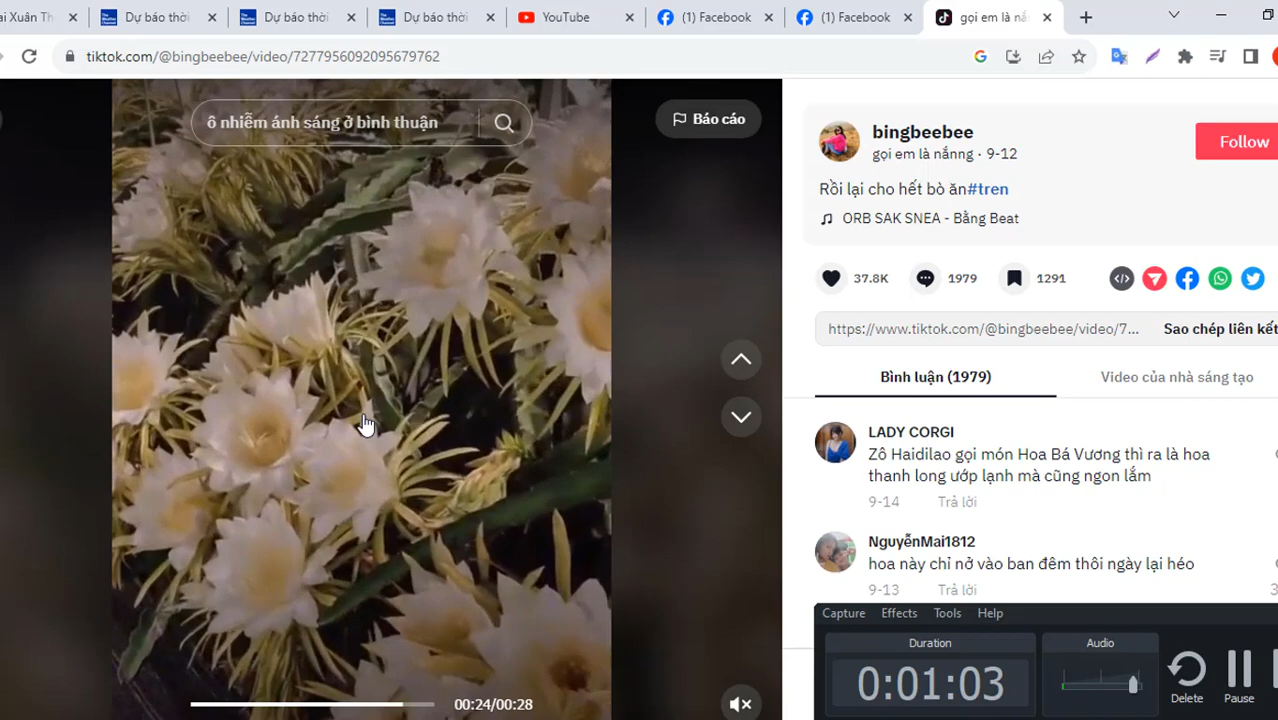 ai Xuân Th
Dự báo thời
Dự báo thời
Dự báo thời
YouTube
(1) Facebook
(1) Facebook
gọi em là nắ
tiktok.com/@bingbeebee/video/7277956092095679762
ô nhiễm ánh sáng ở bình thuận
Báo cáo
bingbeebee
gọi em là nắnng · 9-12
Follow
Rồi lại cho hết bò ăn#tren
ORB SAK SNEA - Bằng Beat
37.8K
1979
1291
https://www.tiktok.com/@bingbeebee/video/7...
Sao chép liên kết
Bình luận (1979)
Video của nhà sáng tạo
LADY CORGI
Zô Haidilao gọi món Hoa Bá Vương thì ra là hoa
thanh long ướp lạnh mà cũng ngon lắm
9-14 Trả lời
NguyễnMai1812
hoa này chỉ nở vào ban đêm thôi ngày lại héo
9-13 Trả lời
3
Capture Effects Tools Help
Duration
Audio
0:01:03
Delete
Pause
00:24/00:28